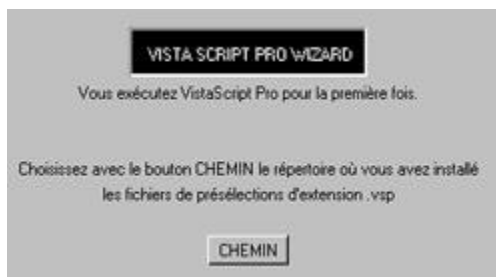 VISTA SCRIPT PRO WIZARD
Vous exécutez VistaScript Pro pour la première fois.
Choisissez avec le bouton CHEMIN le répertoire où vous avez installé
les fichiers de présélections d'extension .vsp
CHEMIN